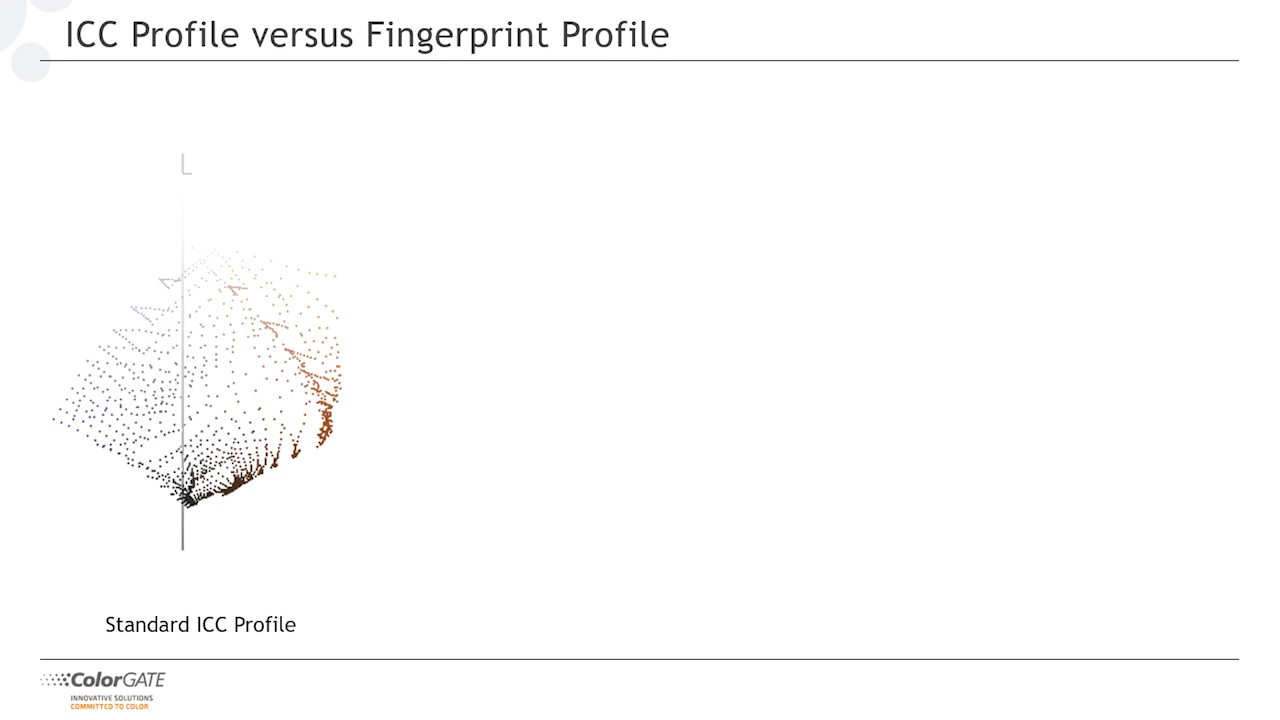 ICC Profile versus Fingerprint Profile
L
Standard ICC Profile
ColorGATE
INNOVATIVE SOLUTIONS
COMMITTED TO COLOR